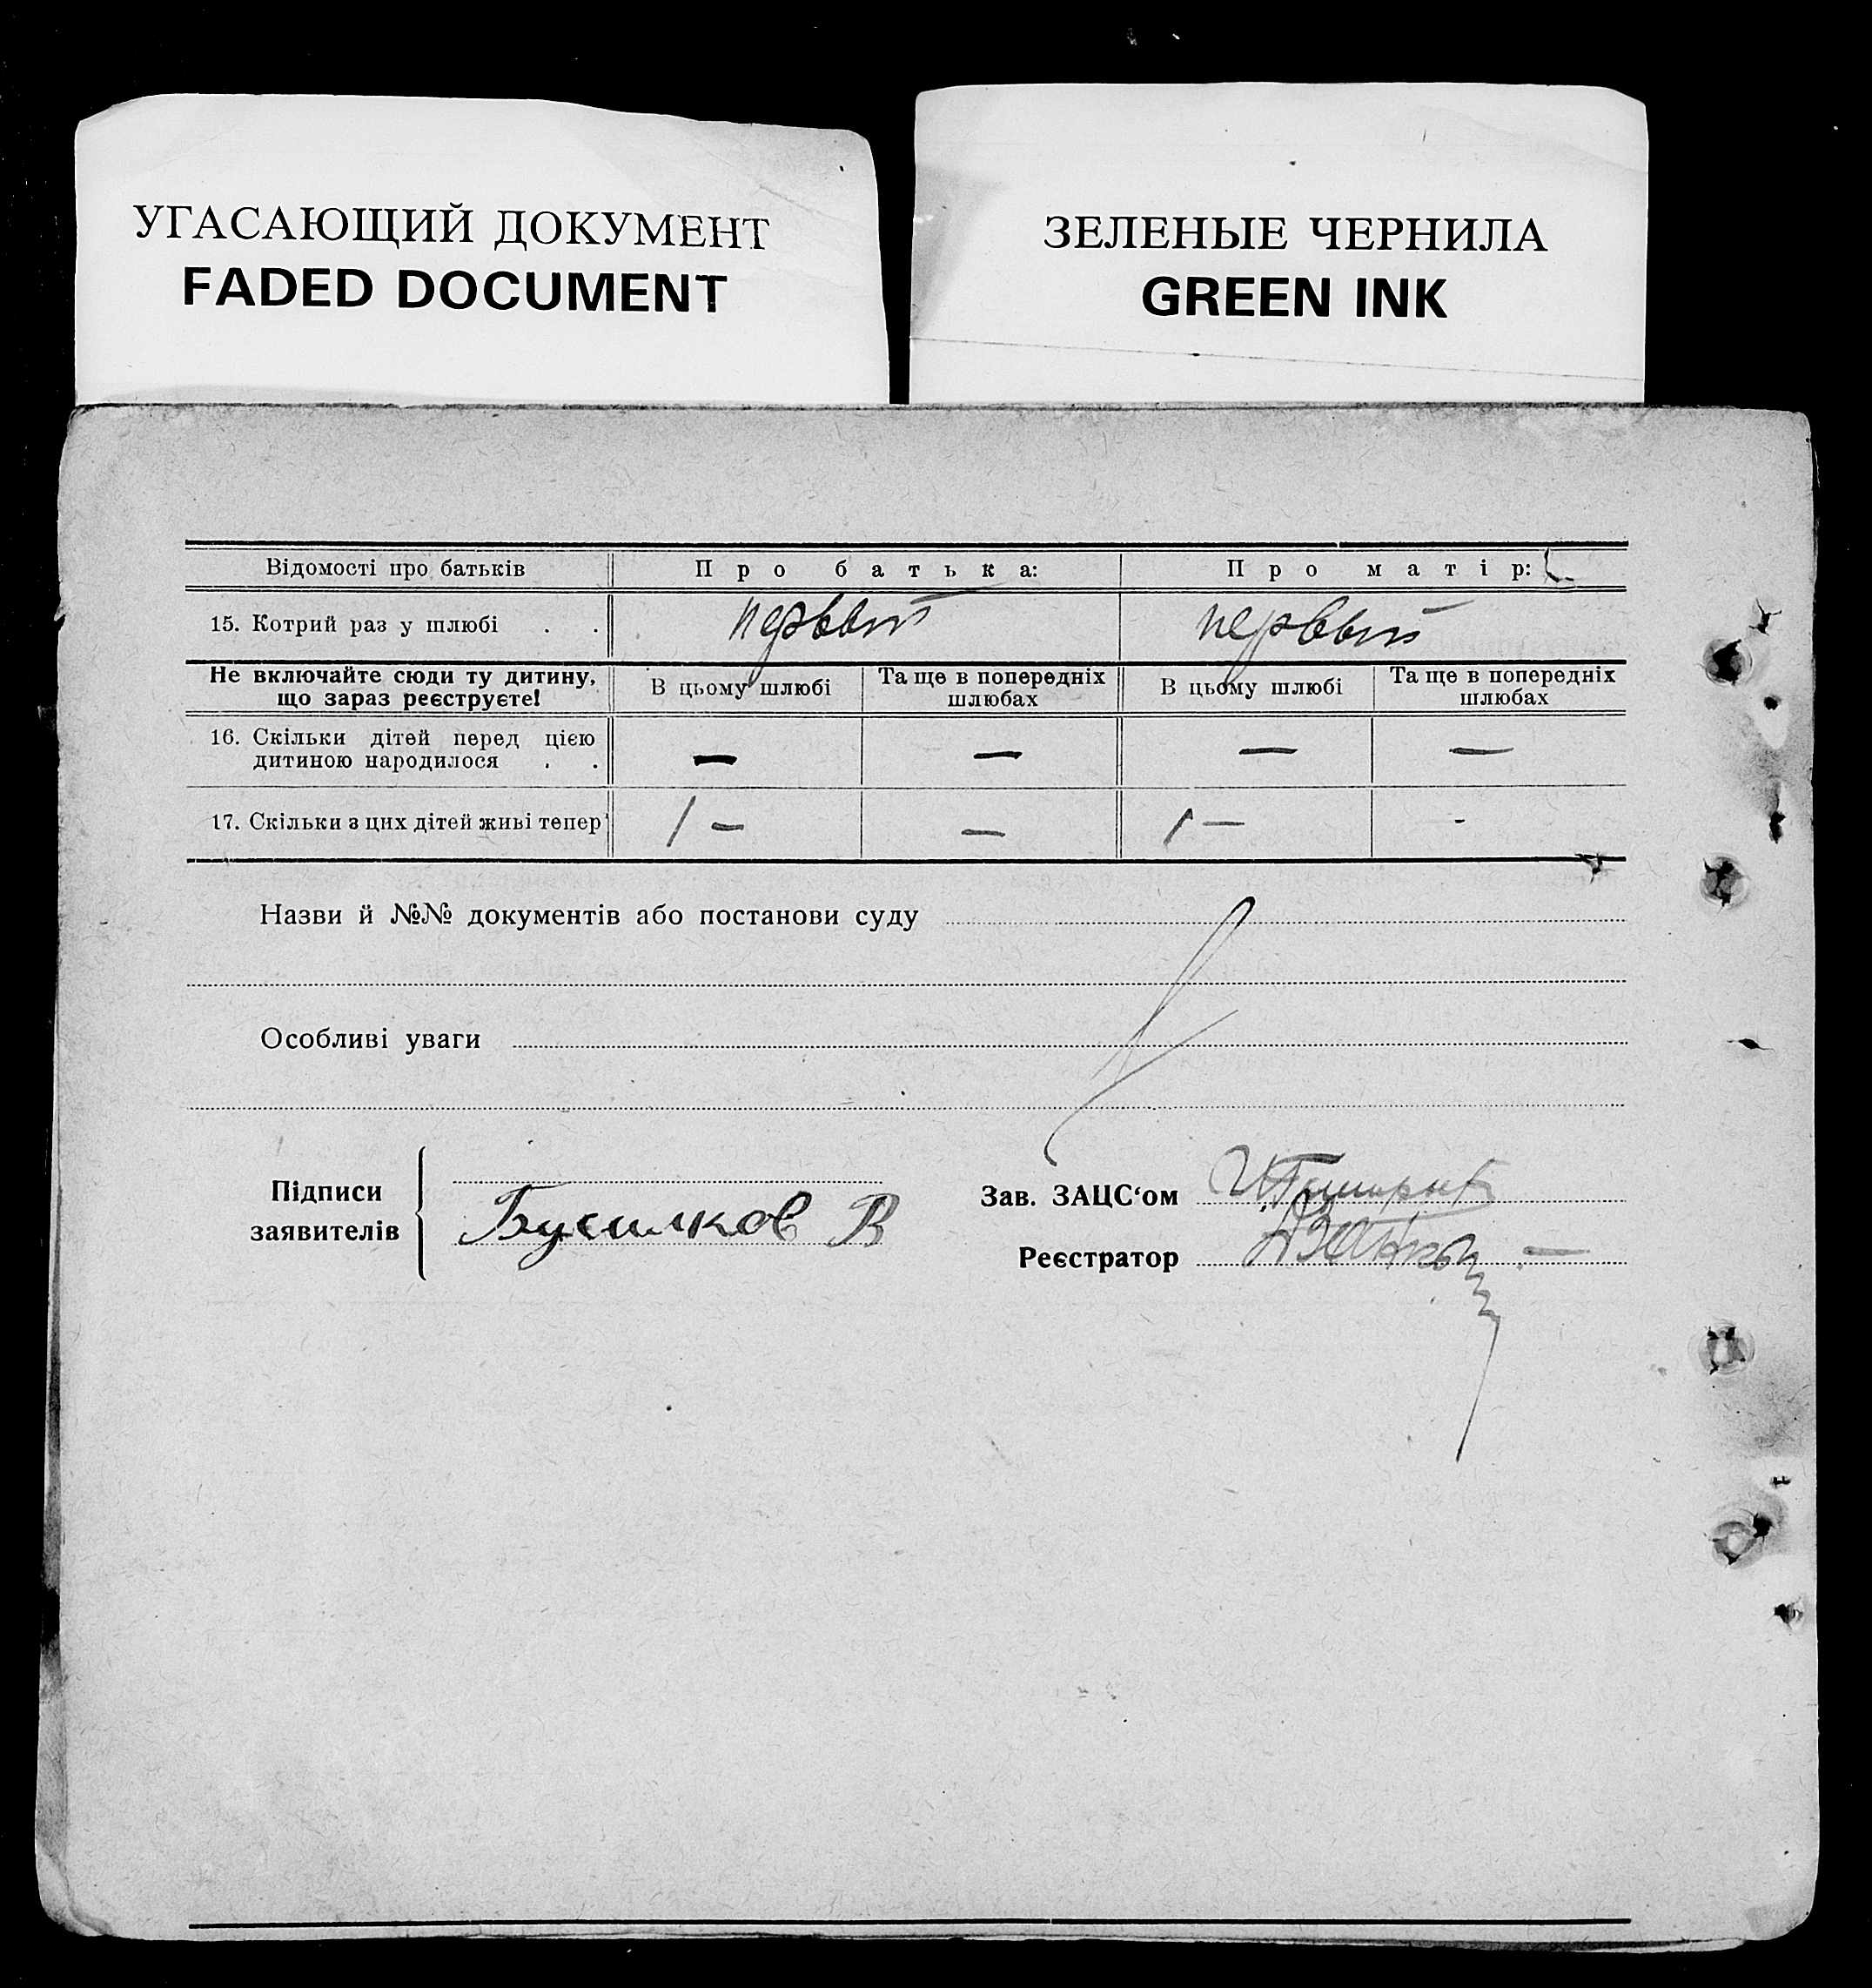 УГАСАЮЩИЙ ДОКУМЕНТ
FADED DOCUMENT
ЗЕЛЕНЫЕ ЧЕРНИЛА
GREEN INK
Відомості про батьків Про батька: Про матір:
15. Котрий раз у шлюбі . . первый первый
Не включайте сюди ту дитину, що зараз реєструєте! В цьому шлюбі Та ще в попередніх шлюбах В цьому шлюбі Та ще в попередніх шлюбах
16. Скільки дітей перед цією
дитиною народилося . . — — — —
17. Скільки з цих дітей живі тепер 1 — — 1 — -
Назви й №№ документів або постанови суду
Особливі уваги
Підписи
заявителів
Бусилков В
Зав. ЗАЦС‘ом
Реєстратор